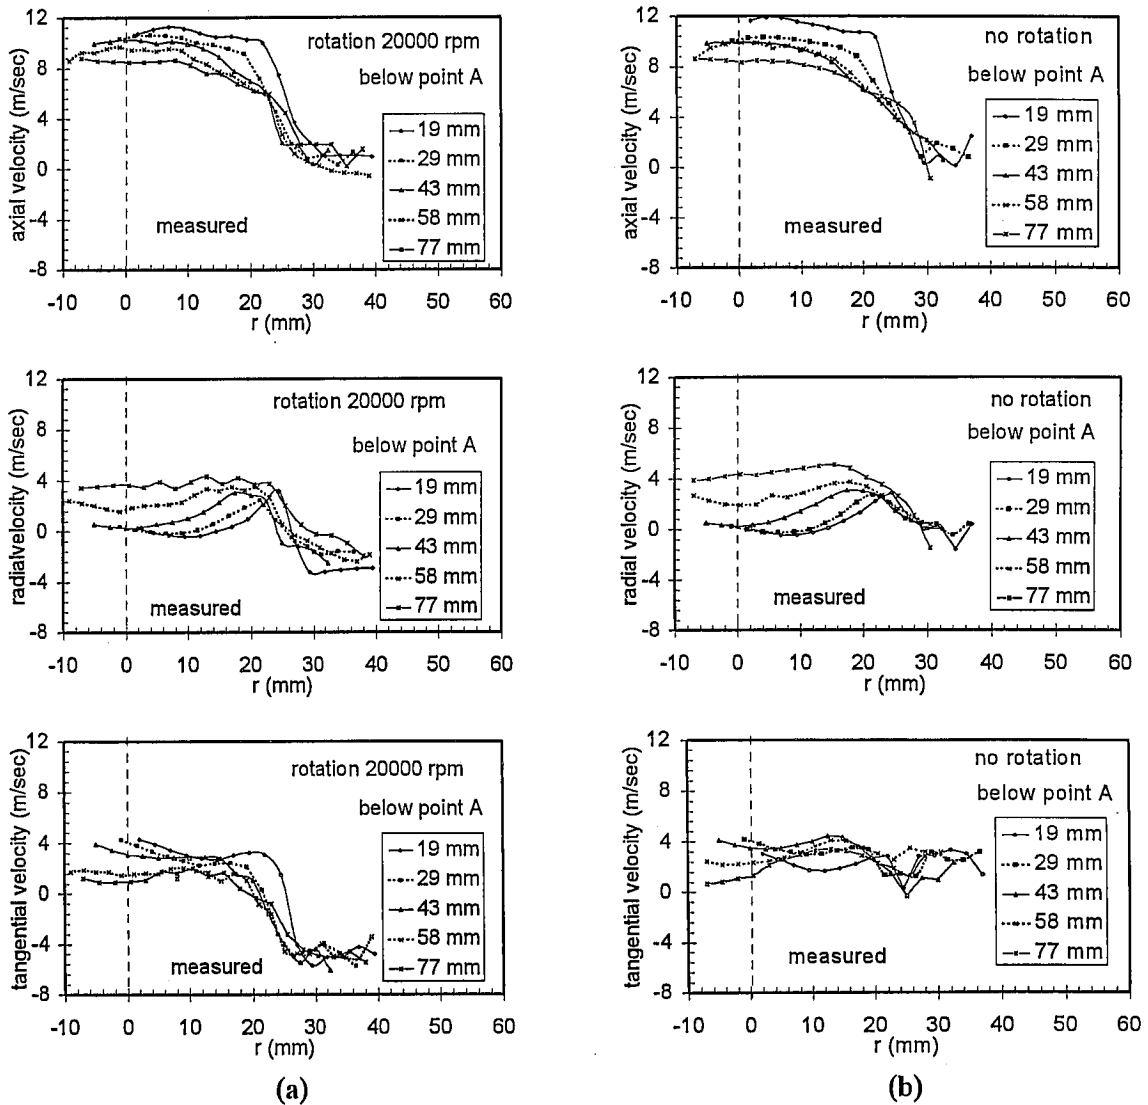 12
8
4
0
-4
-8
axial velocity (m/sec)
rotation 20000 rpm
below point A
19 mm
29 mm
43 mm
58 mm
77 mm
measured
-10 0 10 20 30 40 50 60
r (mm)
12
8
4
0
-4
-8
axial velocity (m/sec)
no rotation
below point A
19 mm
29 mm
43 mm
58 mm
77 mm
measured
-10 0 10 20 30 40 50 60
r (mm)
12
8
4
0
-4
-8
radialvelocity (m/sec)
rotation 20000 rpm
below point A
19 mm
29 mm
43 mm
58 mm
77 mm
measured
-10 0 10 20 30 40 50 60
r (mm)
12
8
4
0
-4
-8
radial velocity (m/sec)
no rotation
below point A
19 mm
29 mm
43 mm
58 mm
77 mm
measured
-10 0 10 20 30 40 50 60
r (mm)
12
8
4
0
-4
-8
tangential velocity (m/sec)
rotation 20000 rpm
below point A
19 mm
29 mm
43 mm
58 mm
77 mm
measured
-10 0 10 20 30 40 50 60
r (mm)
12
8
4
0
-4
-8
tangential velocity (m/sec)
no rotation
below point A
19 mm
29 mm
43 mm
58 mm
77 mm
measured
-10 0 10 20 30 40 50 60
r (mm)
(a)
(b)